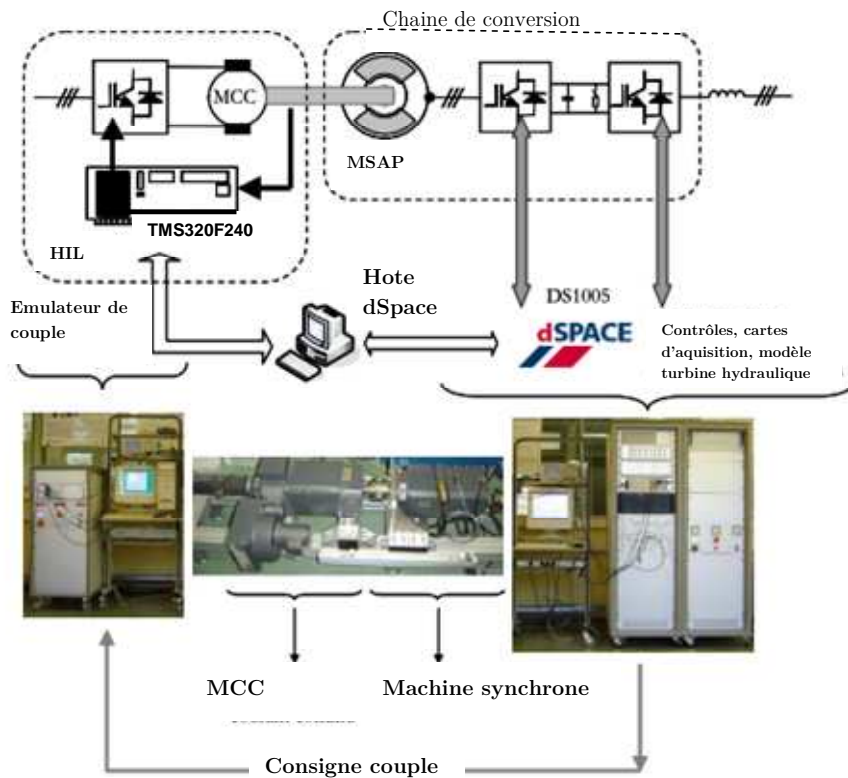 Chaine de conversion
MCC
MSAP
TMS320F240
HIL
Hote
dSpace
DS1005
Emulateur de
couple
dSPACE
Contrôles, cartes
d'aquisition, modèle
turbine hydraulique
MCC
Machine synchrone
Consigne couple